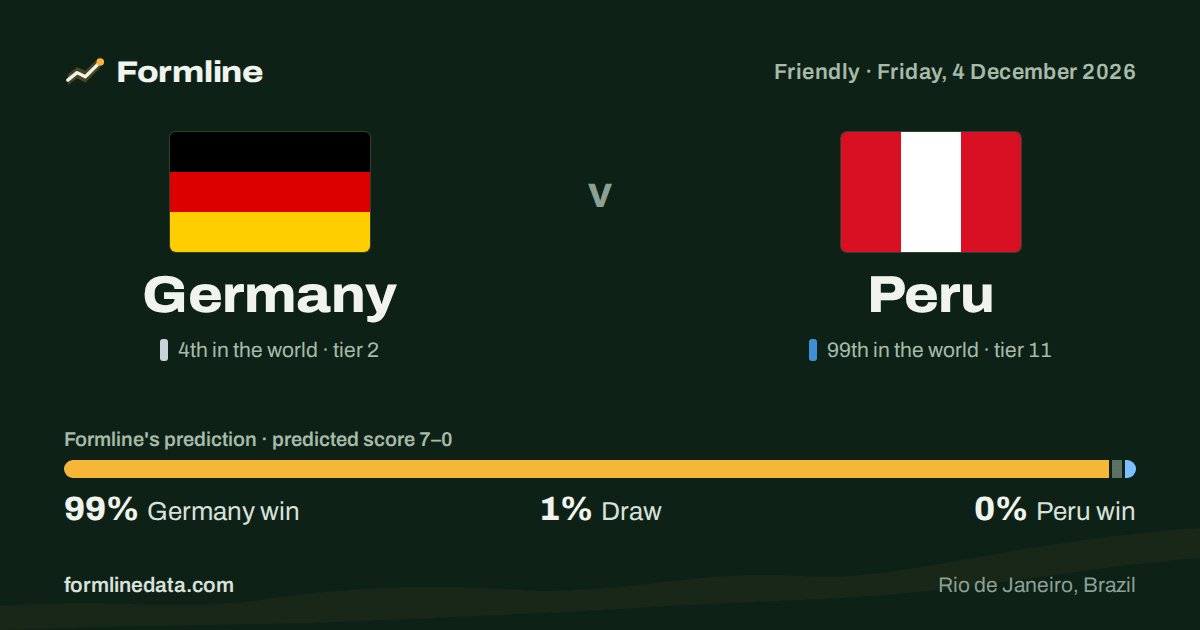 Formline
Friendly · Friday, 4 December 2026
V
Germany
Peru
4th in the world · tier 2
99th in the world · tier 11
Formline's prediction · predicted score 7–0
99% Germany win
1% Draw
0% Peru win
formlinedata.com
Rio de Janeiro, Brazil